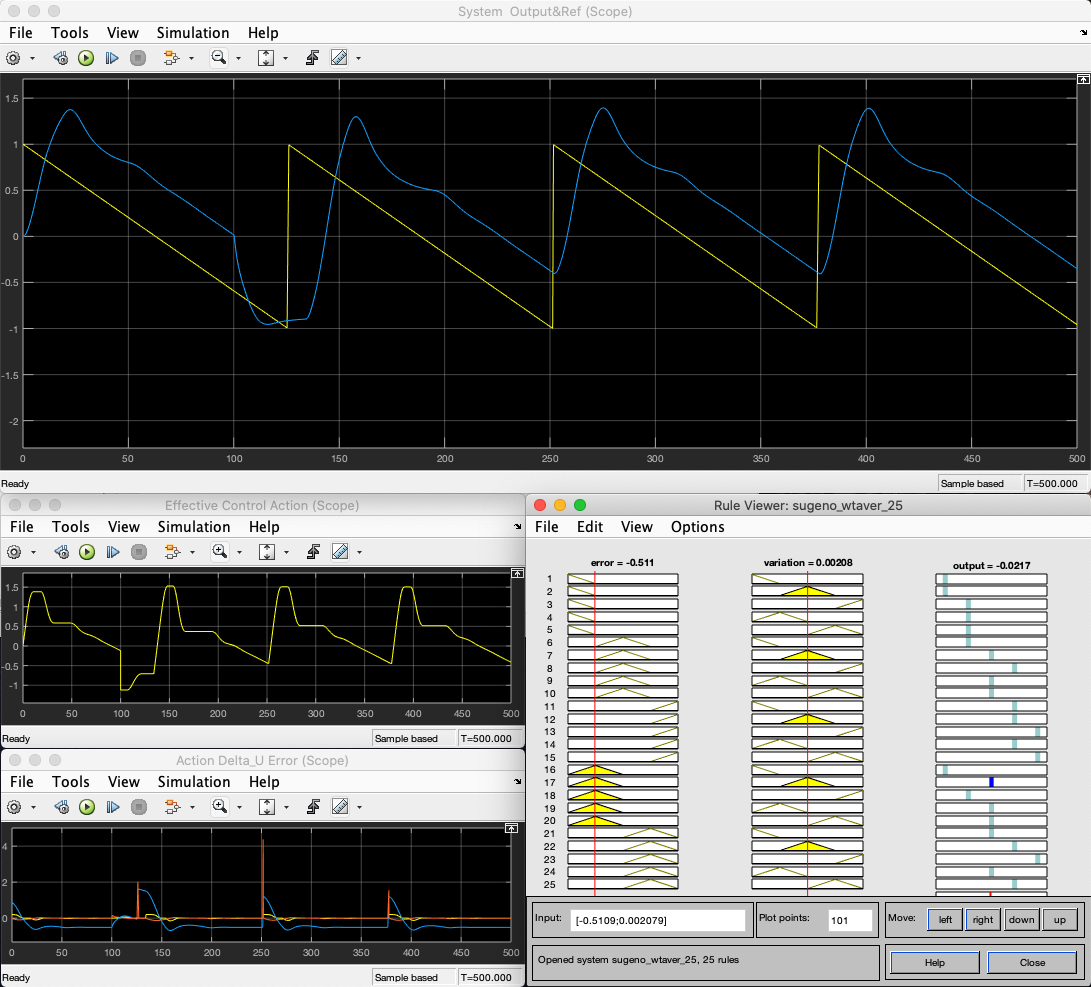 System Output&Ref (Scope)
File Tools View Simulation Help
1.5
1
0.5
0
-0.5
-1
-1.5
-2
0 50 100 150 200 250 300 350 400 450 500
Ready Sample based T=500.000
Effective Control Action (Scope)
File Tools View Simulation Help
1.5
1
0.5
0
-0.5
-1
0 50 100 150 200 250 300 350 400 450 500
Ready Sample based T=500.000
Action Delta_U Error (Scope)
File Tools View Simulation Help
4
2
0
0 50 100 150 200 250 300 350 400 450 500
Ready Sample based T=500.000
Rule Viewer: sugeno_wtaver_25
File Edit View Options
error = -0.511 variation = 0.00208 output = -0.0217
1
2
3
4
5
6
7
8
9
10
11
12
13
14
15
16
17
18
19
20
21
22
23
24
25
Input: [-0.5109;0.002079] Plot points: 101 Move: left right down up
Opened system sugeno_wtaver_25, 25 rules Help Close